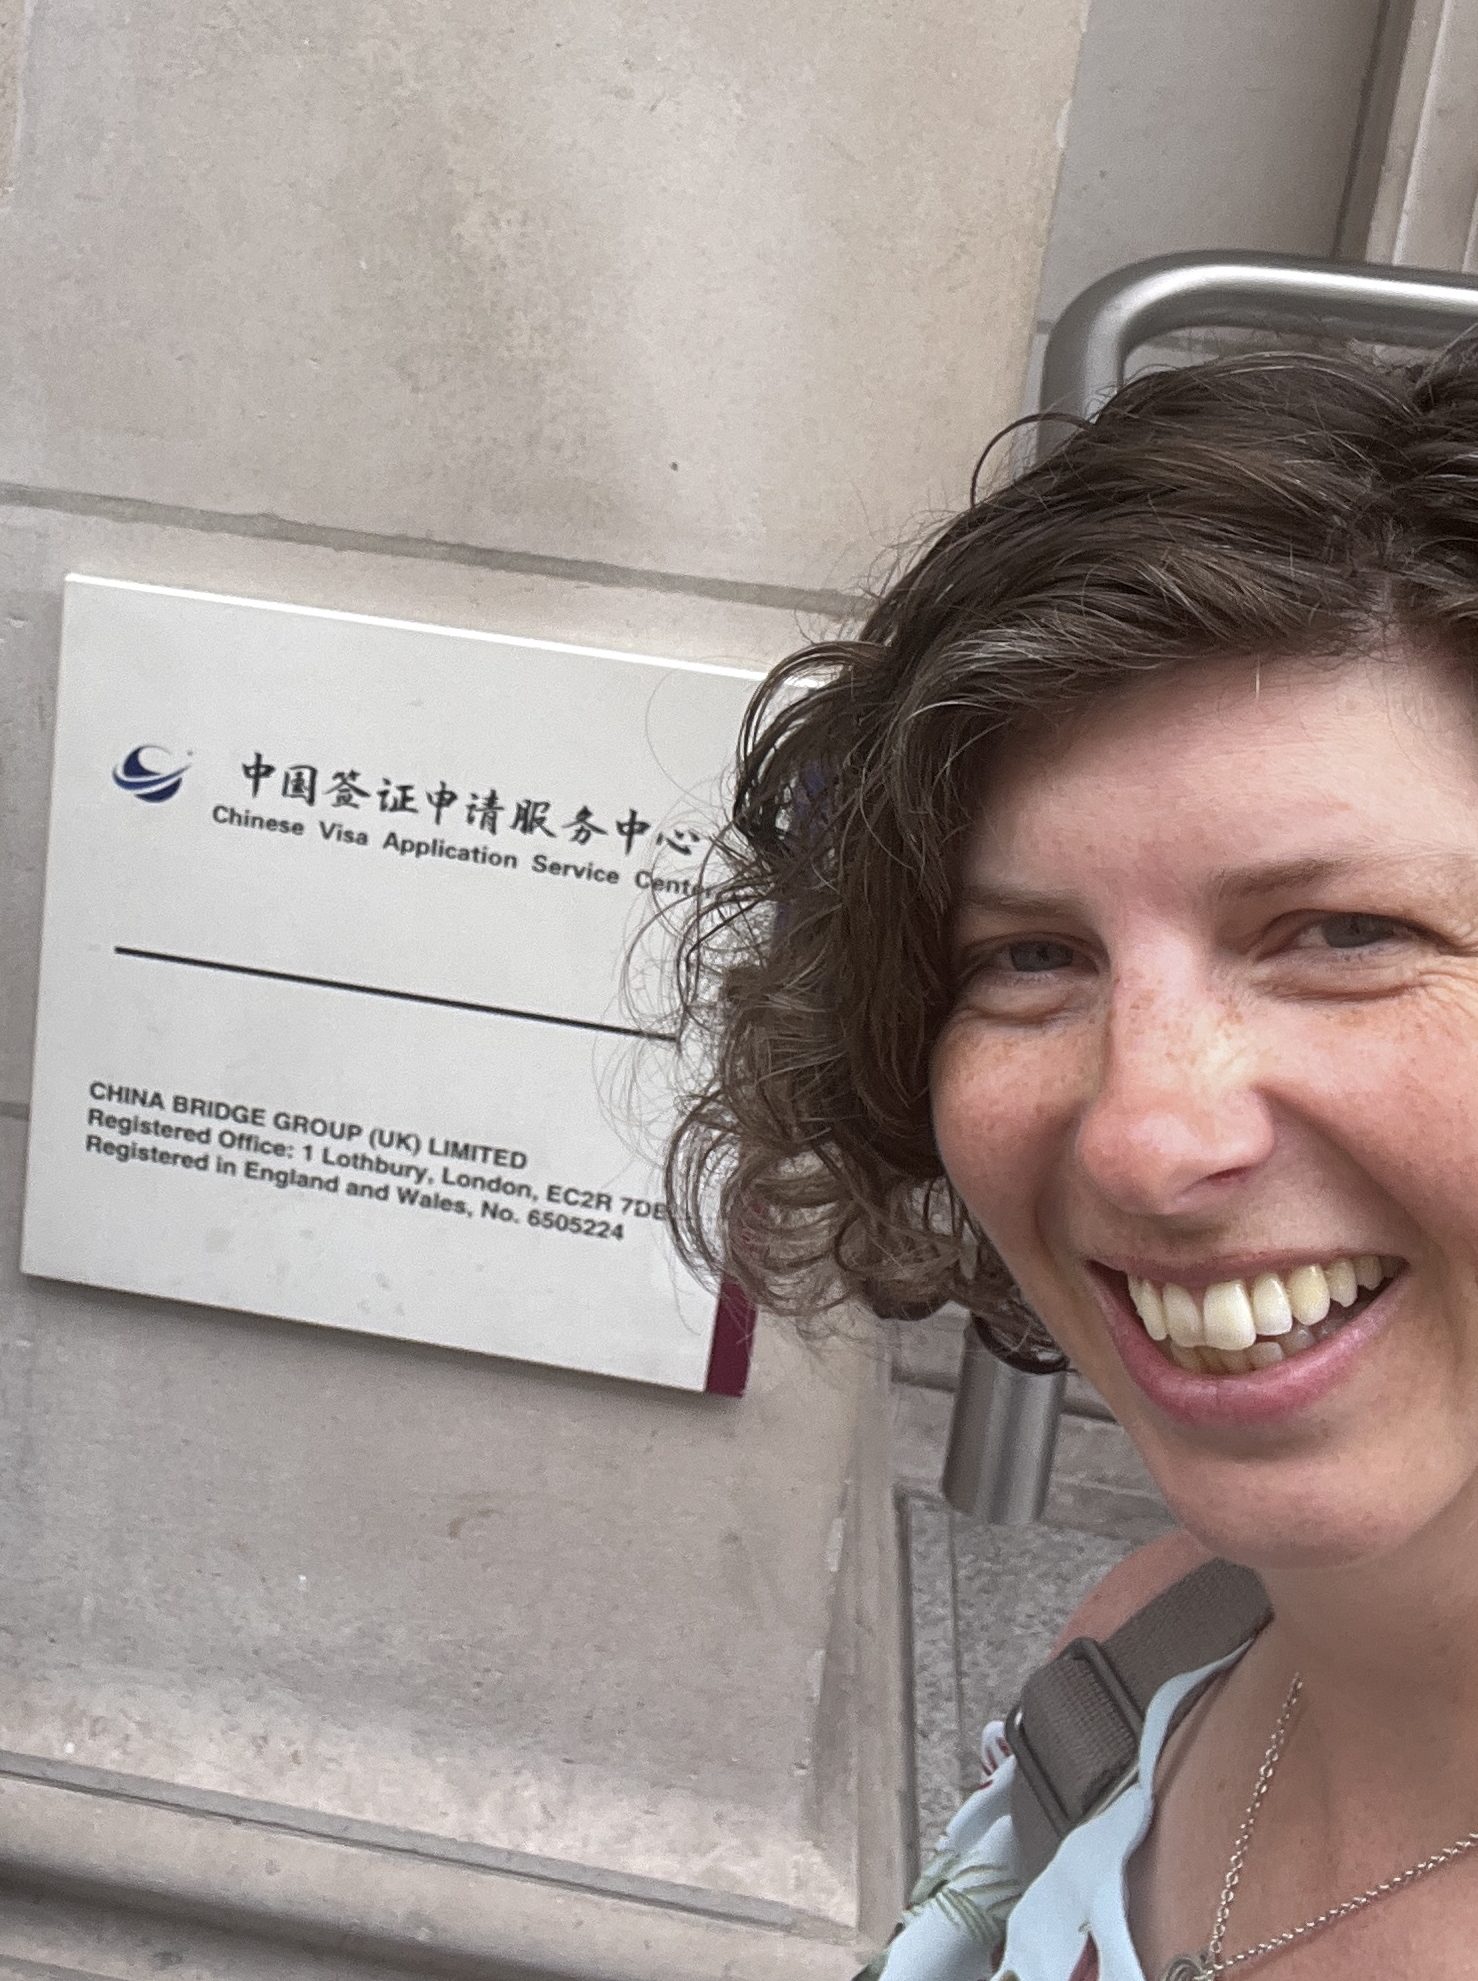 中国签证申请服务中心
Chinese Visa Application Service
CHINA BRIDGE GROUP (UK) LIMITED
Registered Office: 1 Lothbury, London, EC2R
Registered in England and Wales, No. 6505224